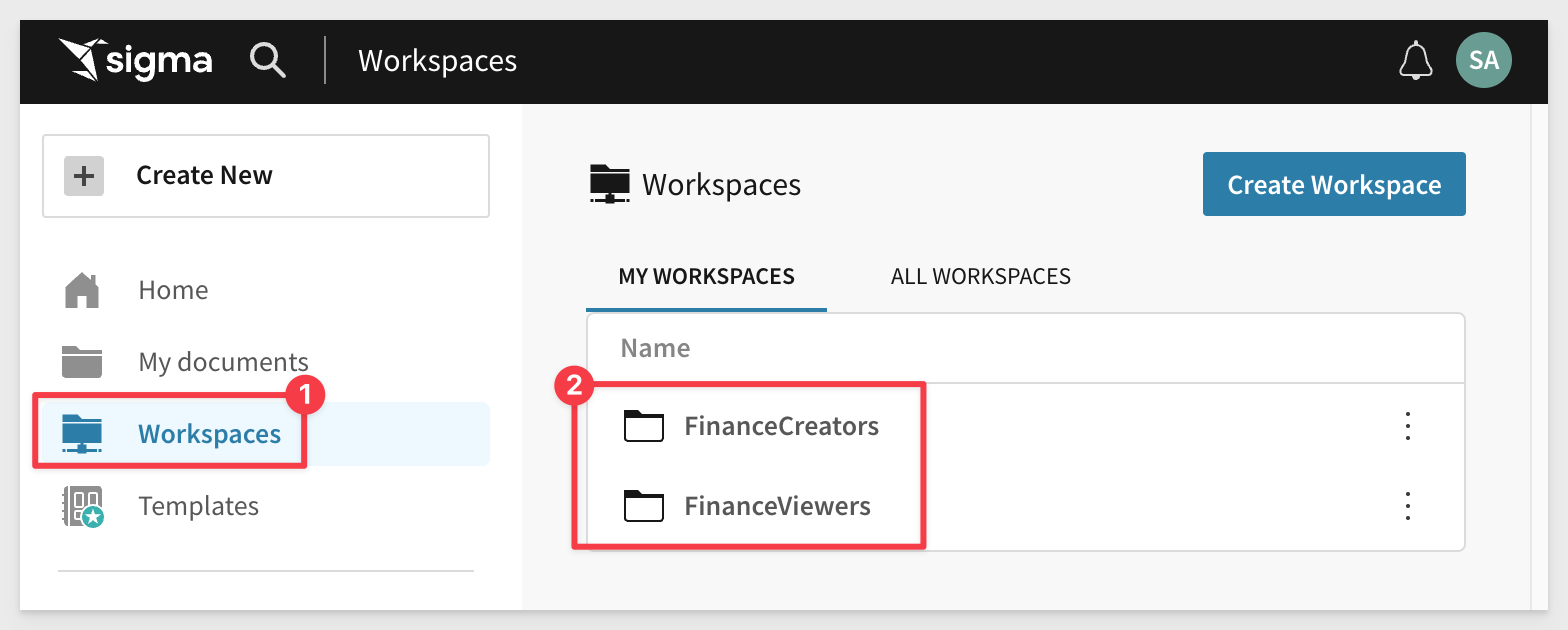 sigma
Workspaces
SA
Create New
Home
My documents
1
Workspaces
Templates
Workspaces
Create Workspace
MY WORKSPACES
ALL WORKSPACES
Name
2
FinanceCreators
FinanceViewers